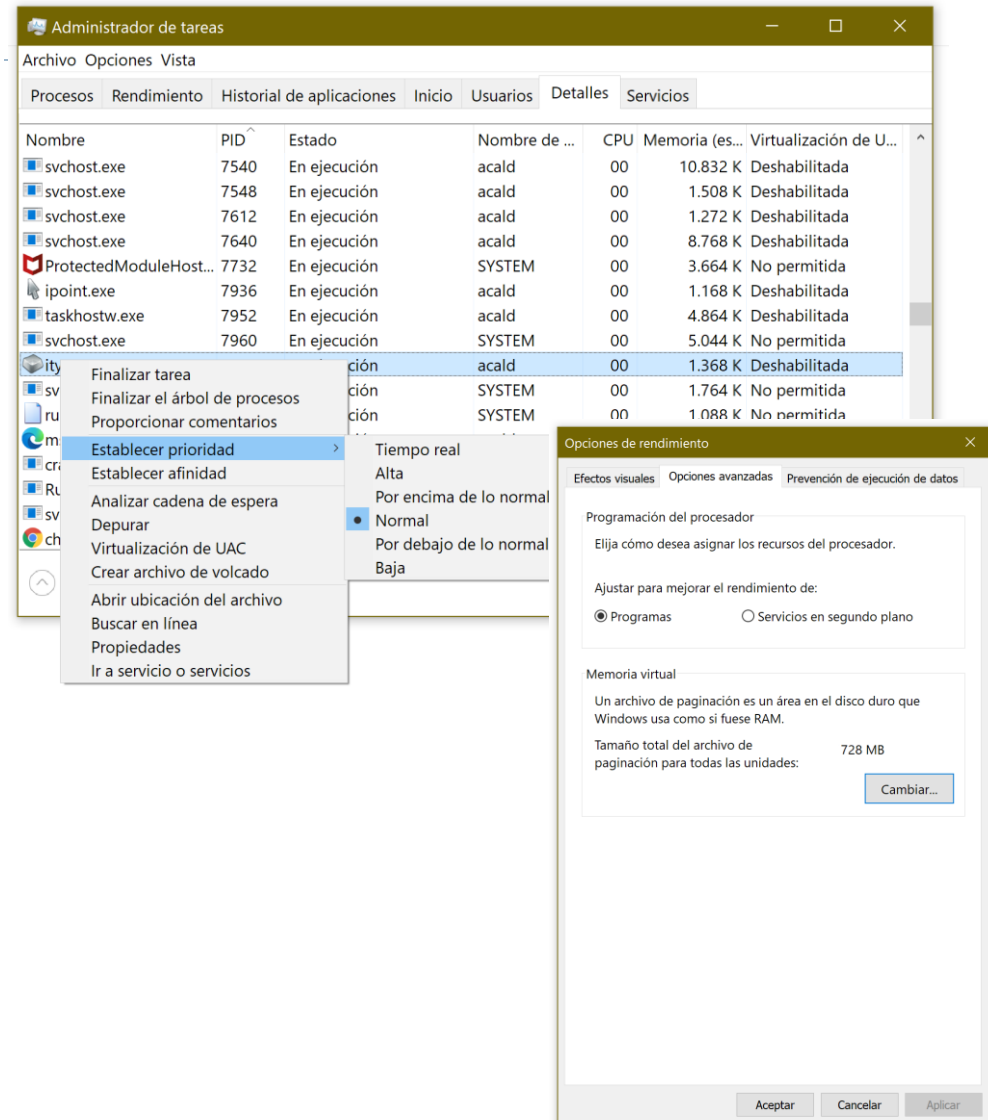 Administrador de tareas
Archivo Opciones Vista
Procesos Rendimiento Historial de aplicaciones Inicio Usuarios Detalles Servicios
Nombre PID Estado Nombre de ... CPU Memoria (es... Virtualización de U...
svchost.exe 7540 En ejecución acald 00 10.832 K Deshabilitada
svchost.exe 7548 En ejecución acald 00 1.508 K Deshabilitada
svchost.exe 7612 En ejecución acald 00 1.272 K Deshabilitada
svchost.exe 7640 En ejecución acald 00 8.768 K Deshabilitada
ProtectedModuleHost... 7732 En ejecución SYSTEM 00 3.664 K No permitida
ipoint.exe 7936 En ejecución acald 00 1.168 K Deshabilitada
taskhostw.exe 7952 En ejecución acald 00 4.864 K Deshabilitada
svchost.exe 7960 En ejecución SYSTEM 00 5.044 K No permitida
ity ción acald 00 1.368 K Deshabilitada
sv ción SYSTEM 00 1.764 K No permitida
ru ción SYSTEM 00 1.088 K No permitida
m
cra
Ru
sv
ch
Finalizar tarea
Finalizar el árbol de procesos
Proporcionar comentarios
Establecer prioridad
Establecer afinidad
Analizar cadena de espera
Depurar
Virtualización de UAC
Crear archivo de volcado
Abrir ubicación del archivo
Buscar en línea
Propiedades
Ir a servicio o servicios
Tiempo real
Alta
Por encima de lo normal
Normal
Por debajo de lo normal
Baja
Opciones de rendimiento
Efectos visuales Opciones avanzadas Prevención de ejecución de datos
Programación del procesador
Elija cómo desea asignar los recursos del procesador.
Ajustar para mejorar el rendimiento de:
Programas Servicios en segundo plano
Memoria virtual
Un archivo de paginación es un área en el disco duro que
Windows usa como si fuese RAM.
Tamaño total del archivo de
paginación para todas las unidades: 728 MB
Cambiar...
Aceptar Cancelar Aplicar